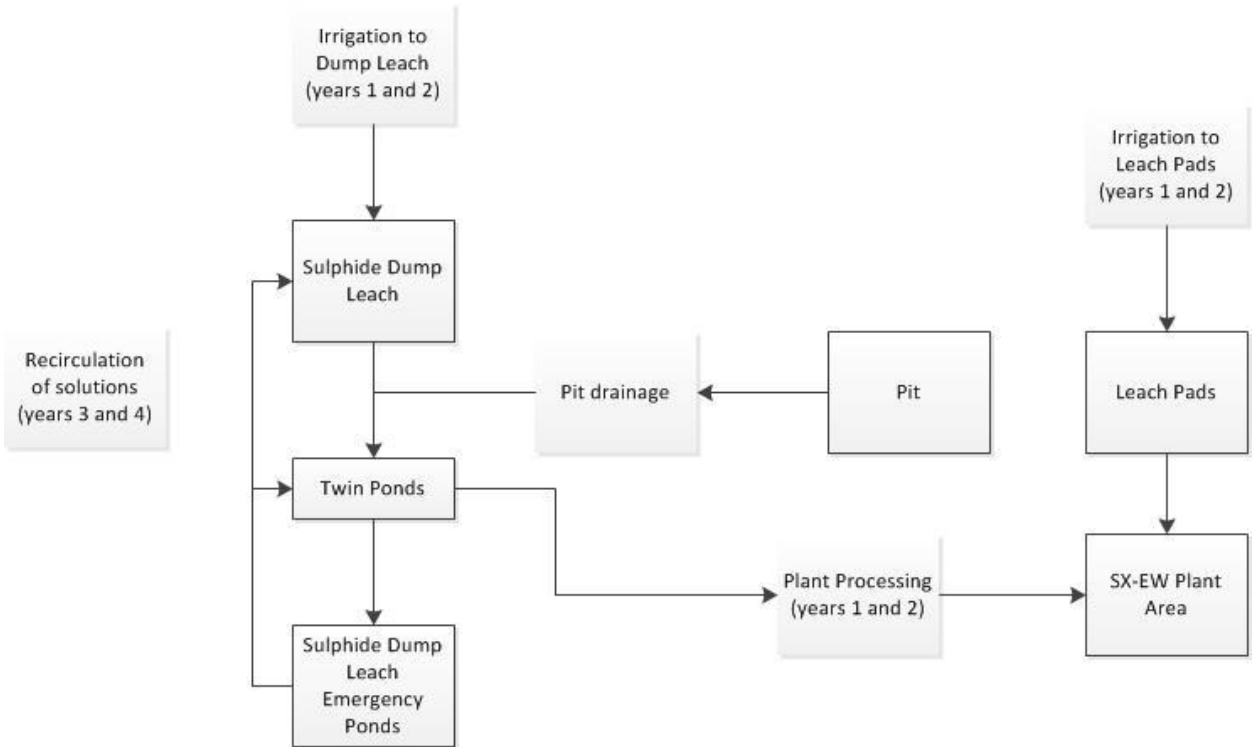 Irrigation to
Dump Leach
(years 1 and 2)
Irrigation to
Leach Pads
(years 1 and 2)
Sulphide Dump
Leach
Recirculation
of solutions
(years 3 and 4)
Pit drainage
Pit
Leach Pads
Twin Ponds
Plant Processing
(years 1 and 2)
SX-EW Plant
Area
Sulphide Dump
Leach
Emergency
Ponds